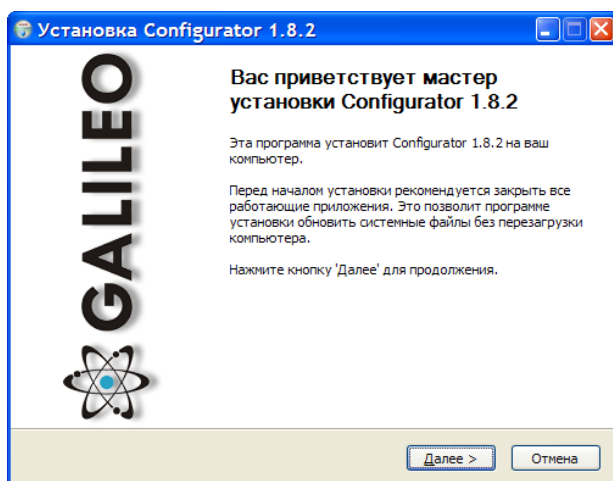 Установка Configurator 1.8.2
GALILEO
Вас приветствует мастер
установки Configurator 1.8.2
Эта программа установит Configurator 1.8.2 на ваш
компьютер.
Перед началом установки рекомендуется закрыть все
работающие приложения. Это позволит программе
установки обновить системные файлы без перезагрузки
компьютера.
Нажмите кнопку 'Далее' для продолжения.
Далее >
Отмена